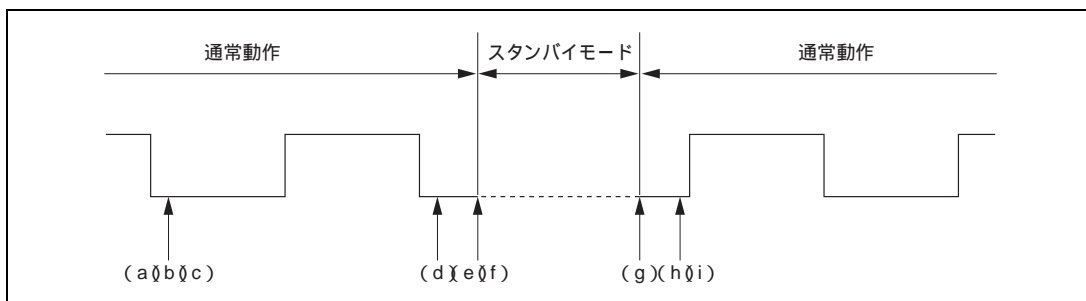 通常動作 スタンバイモード 通常動作
(a)(b)(c) (d)(e)(f) (g)(h)(i)